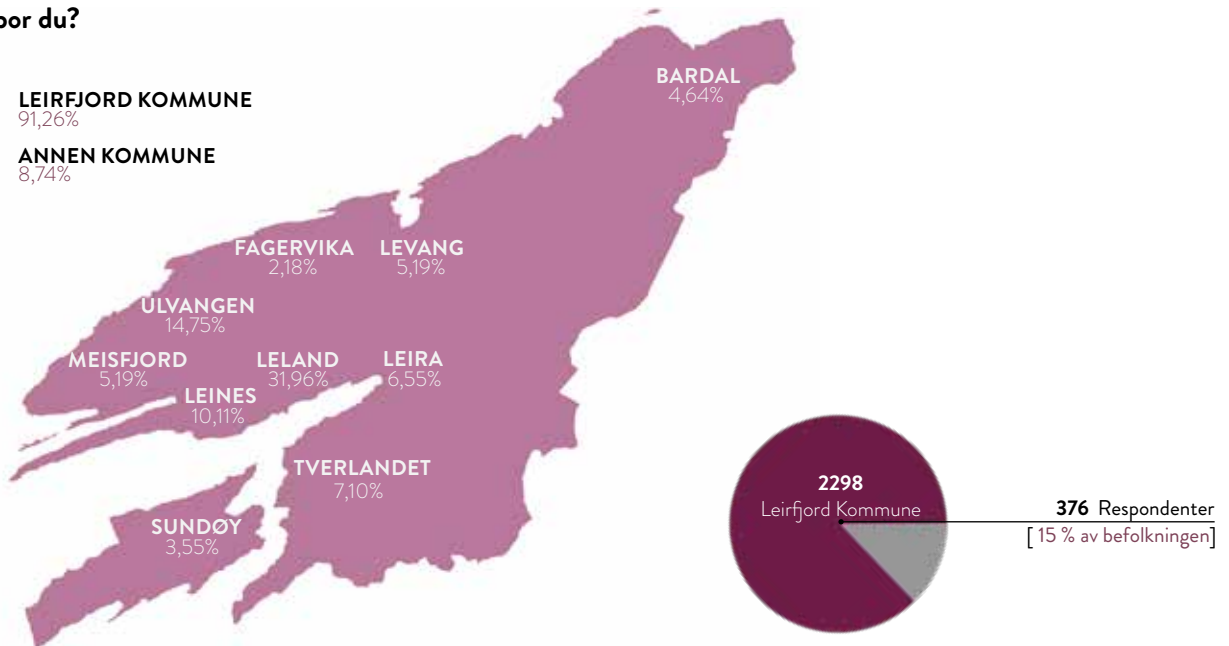 bor du?
LEIRFJORD KOMMUNE
91,26%
ANNEN KOMMUNE
8,74%
BARDAL
4,64%
FAGERVIKA
2,18%
LEVANG
5,19%
ULVANGEN
14,75%
MEISFJORD
5,19%
LELAND
31,96%
LEIRA
6,55%
LEINES
10,11%
TVERLANDET
7,10%
SUNDØY
3,55%
2298
Leirfjord Kommune
376 Respondenter
[ 15 % av befolkningen]